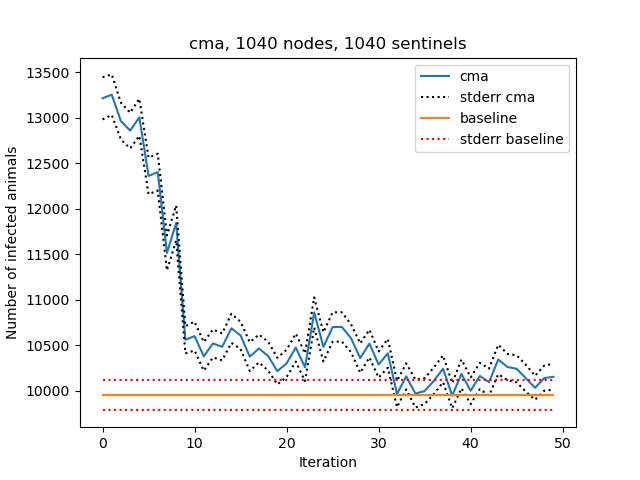 cma, 1040 nodes, 1040 sentinels
13500
13000
12500
12000
11500
11000
10500
10000
Number of infected animals
cma
stderr cma
baseline
stderr baseline
0 10 20 30 40 50
Iteration